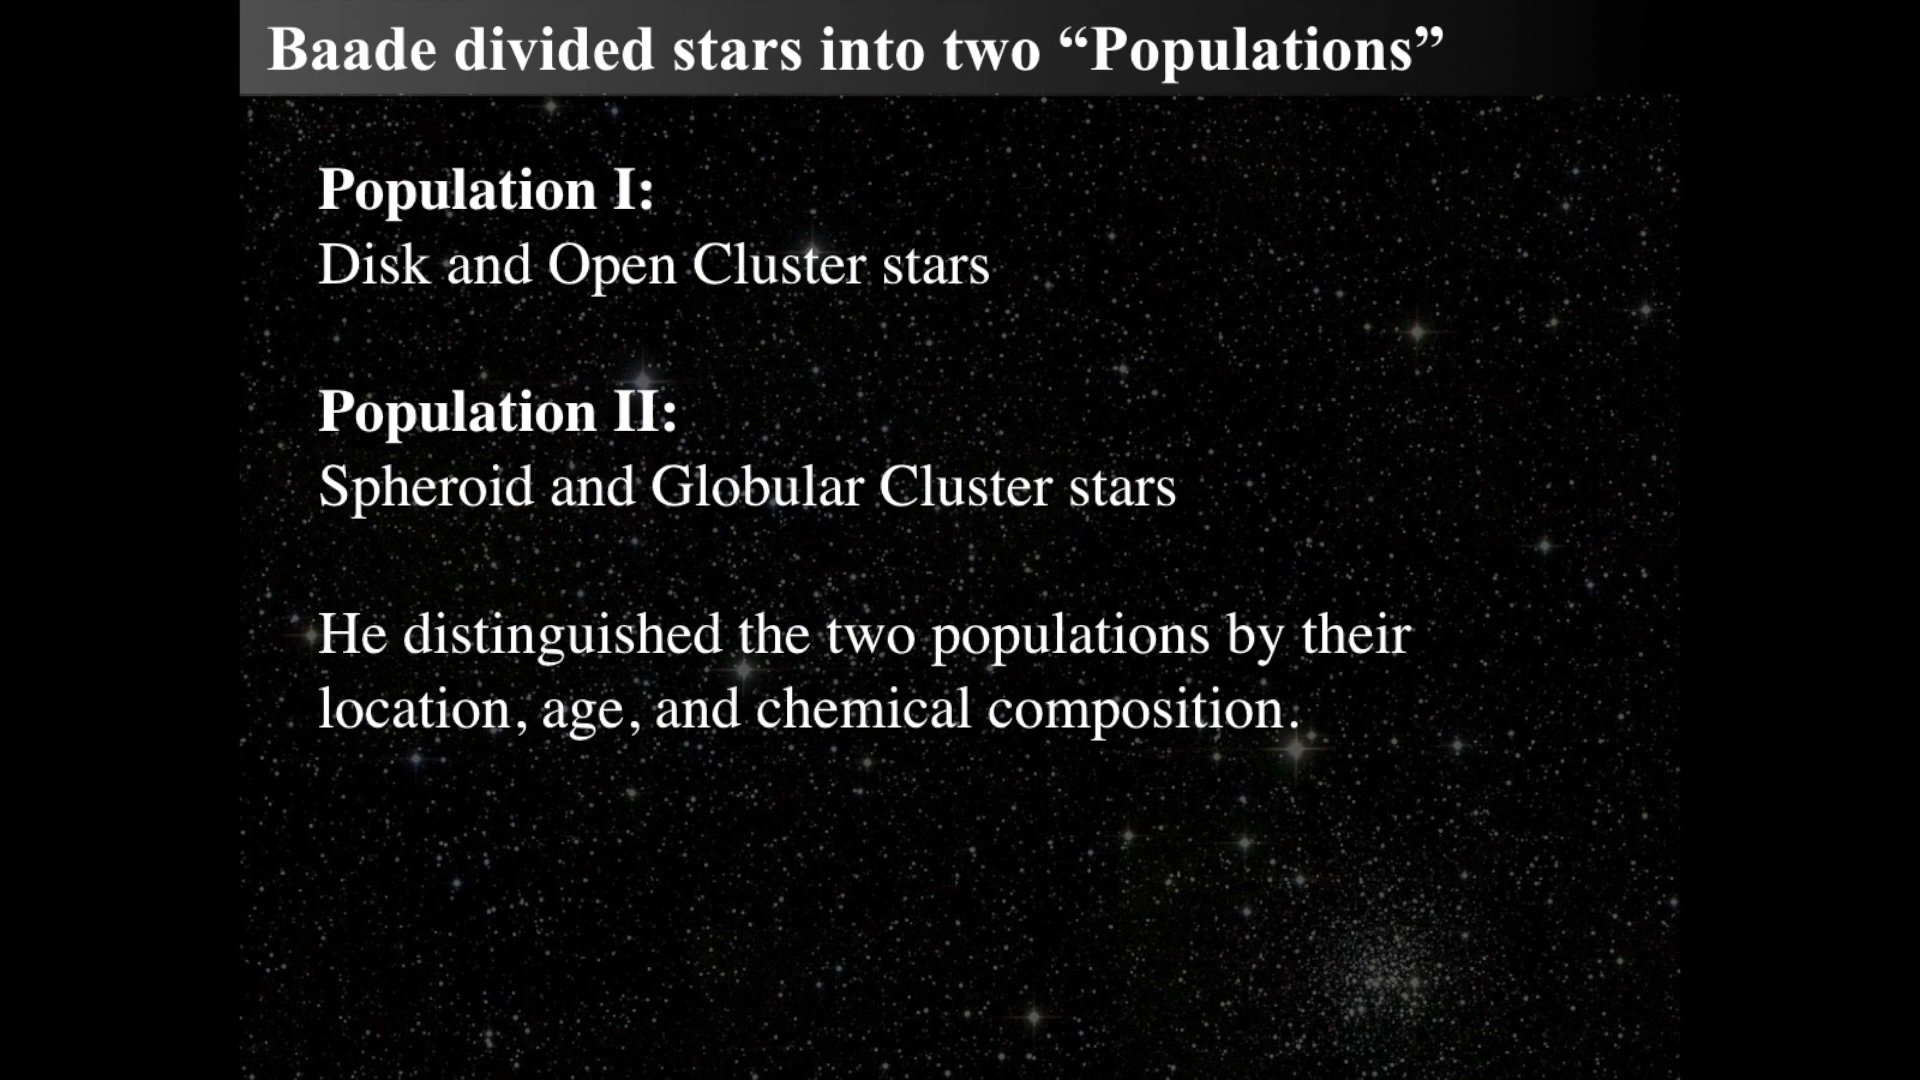 Baade divided stars into two “Populations”
Population I:
Disk and Open Cluster stars
Population II:
Spheroid and Globular Cluster stars
He distinguished the two populations by their
location, age, and chemical composition.